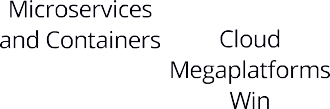 Microservices
and Containers
Cloud
Megaplatforms
Win